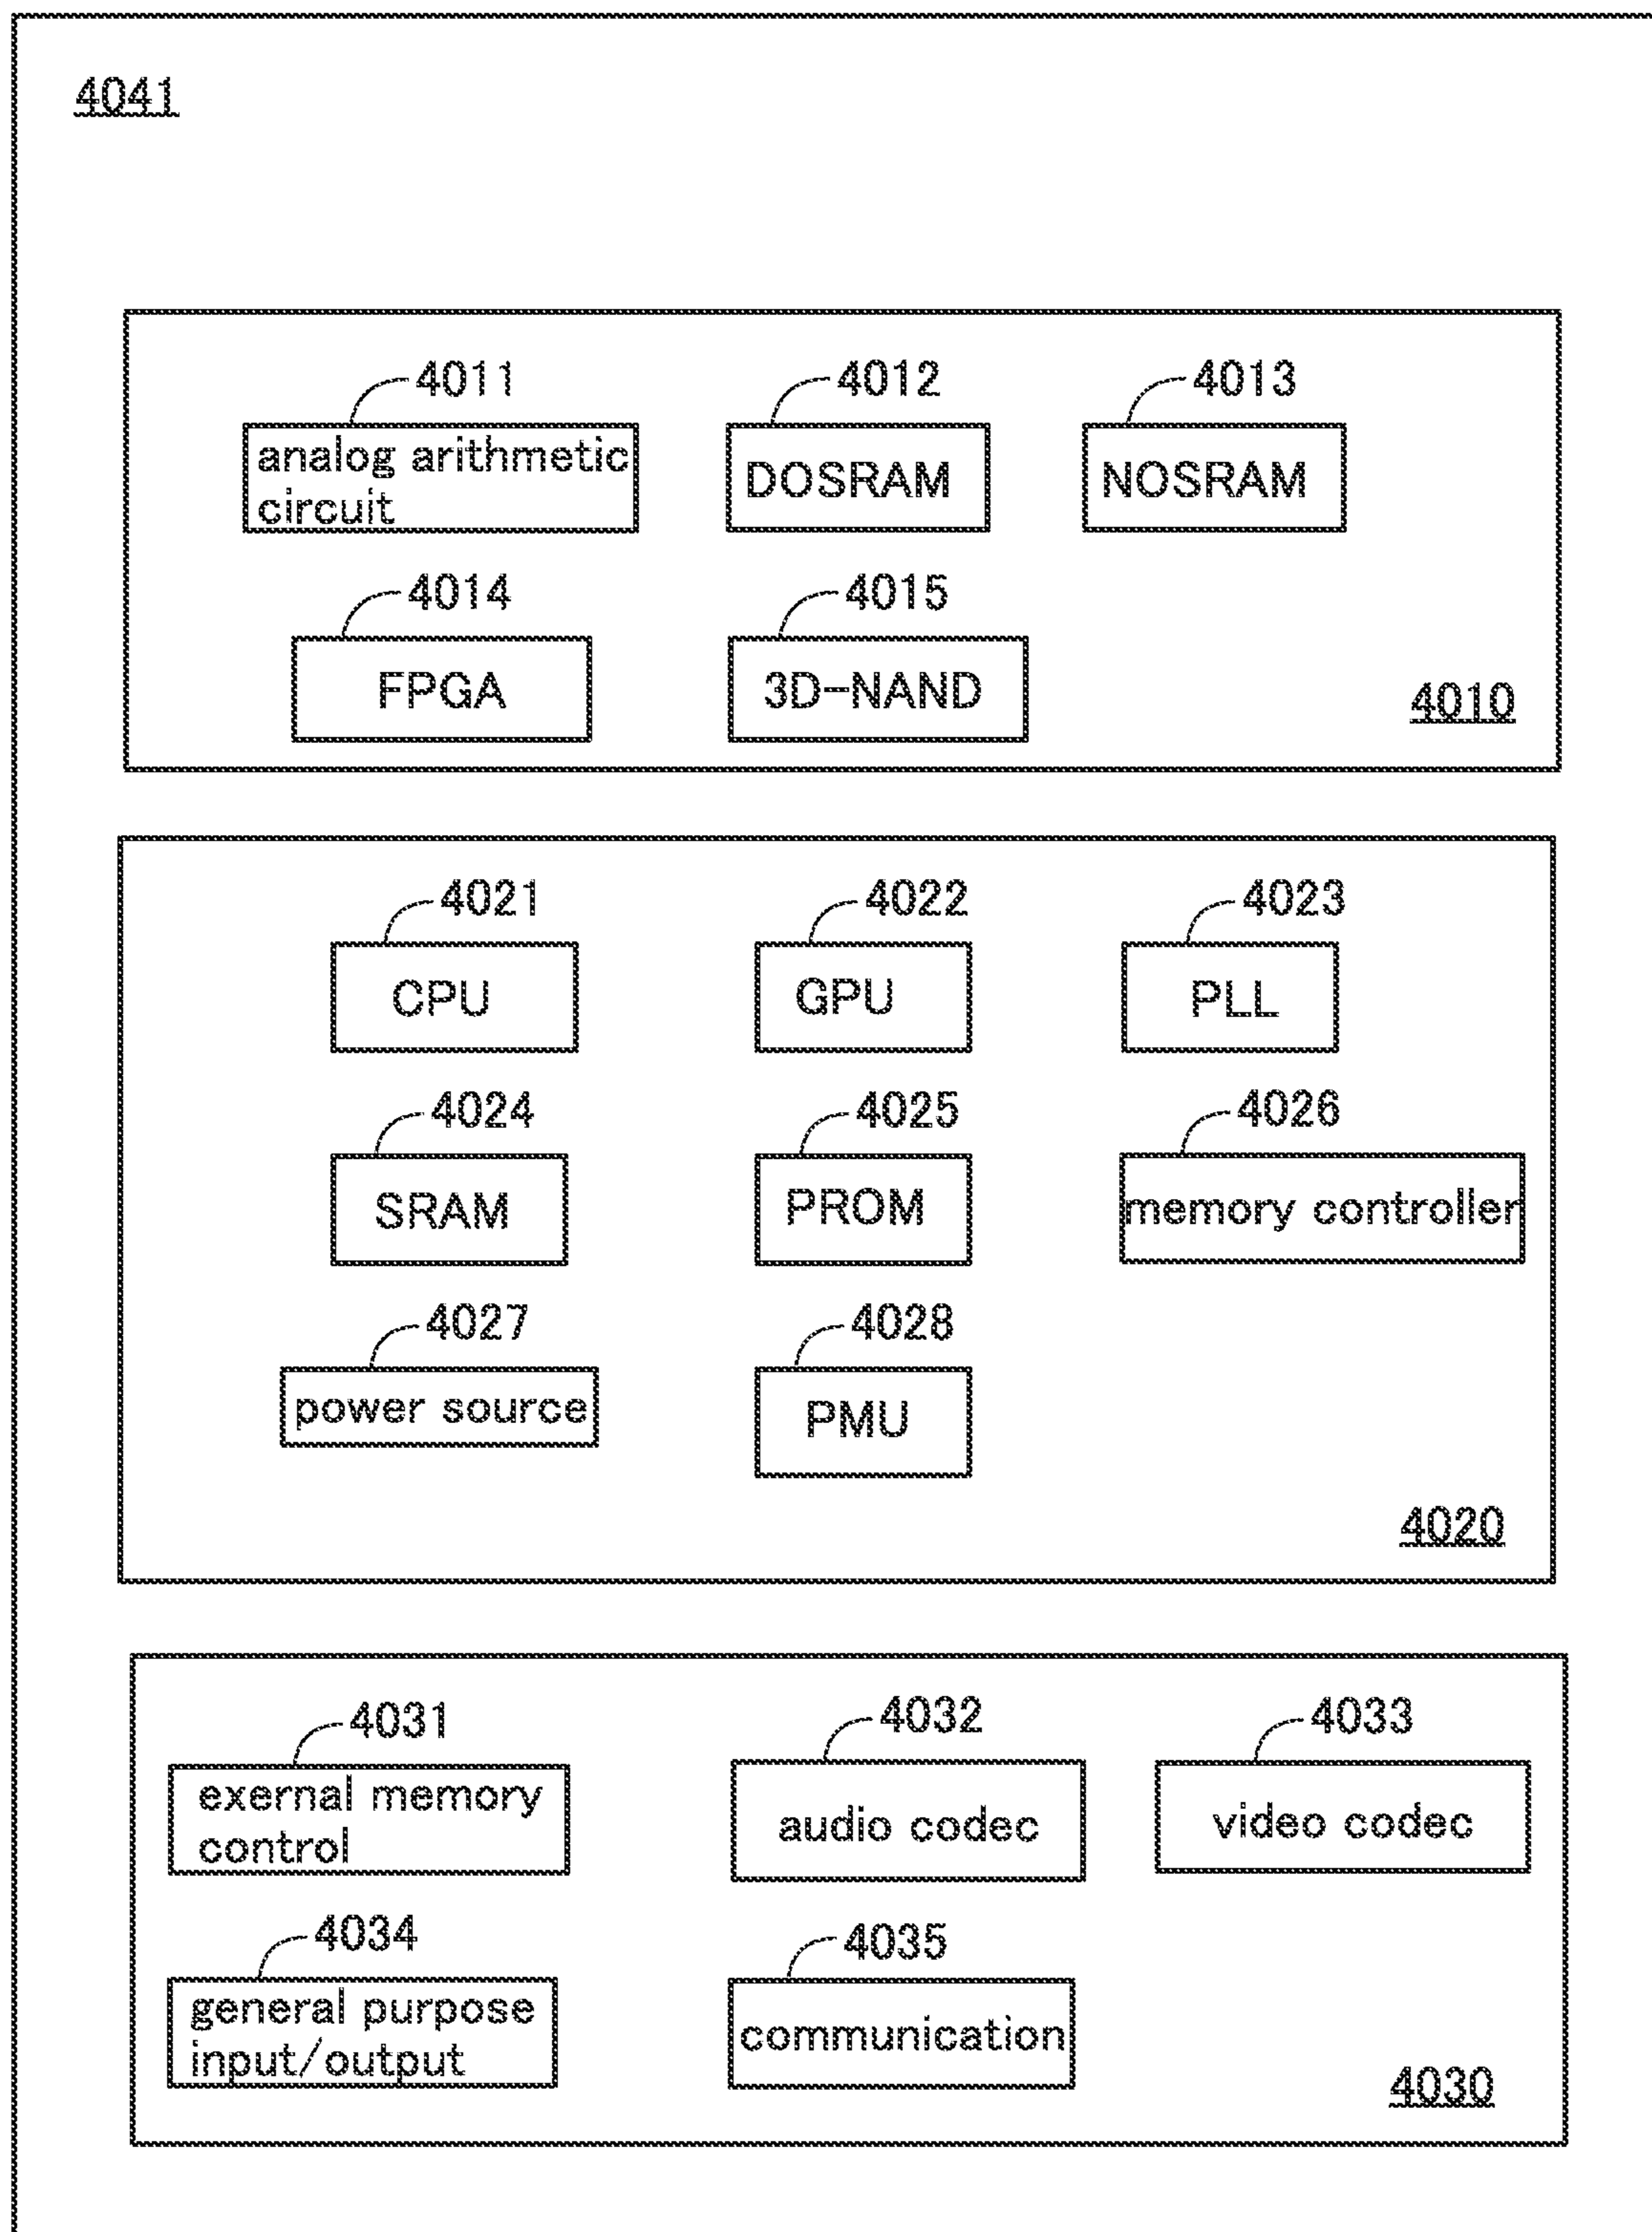 4041
4011
4012
4013
analog arithmetic
circuit
DOSRAM
NOSRAM
4014
4015
FPGA
3D-NAND
4010
4021
4022
4023
CPU
GPU
PLL
4024
4025
4026
SRAM
PROM
memory controller
4027
4028
power source
PMU
4020
4031
4032
4033
exernal memory
control
audio codec
video codec
4034
4035
general purpose
input/output
communication
4030